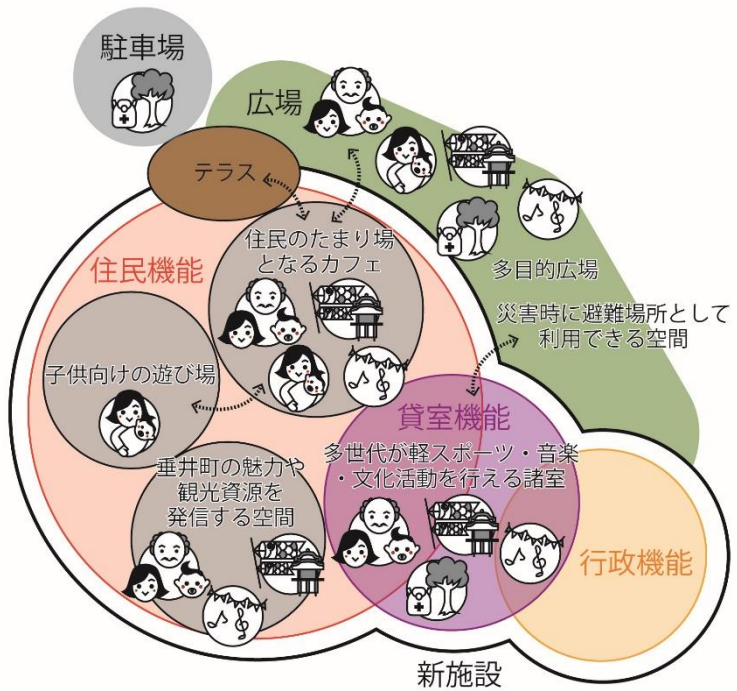 駐車場
広場
テラス
住民のたまり場
となるカフェ
住民機能
多目的広場
災害時に避難場所として
利用できる空間
子供向けの遊び場
貸室機能
多世代が軽スポーツ・音楽
・文化活動を行える諸室
垂井町の魅力や
観光資源を
発信する空間
行政機能
新施設